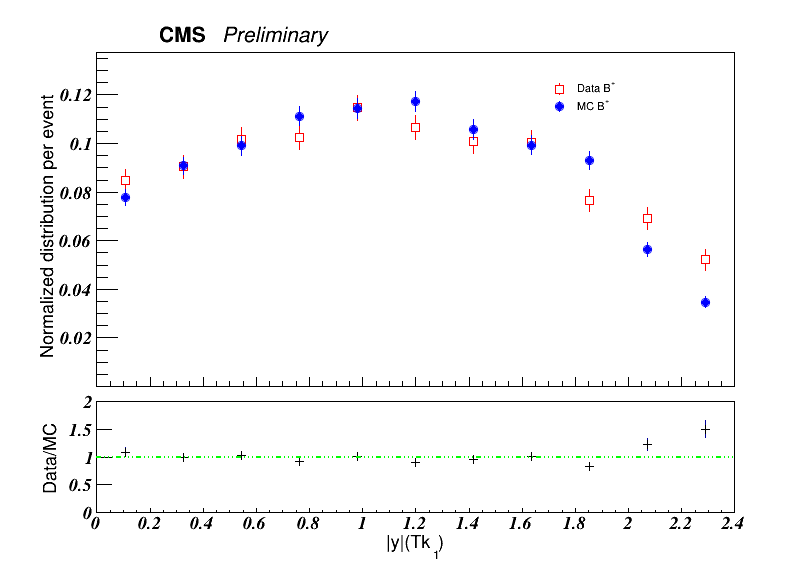 CMS Preliminary
Normalized distribution per event
0.12
0.1
0.08
0.06
0.04
0.02
Data B+
MC B+
Data/MC
2
1.5
1
0.5
0
0 0.2 0.4 0.6 0.8 1 1.2 1.4 1.6 1.8 2 2.2 2.4
|y|(Tk1)